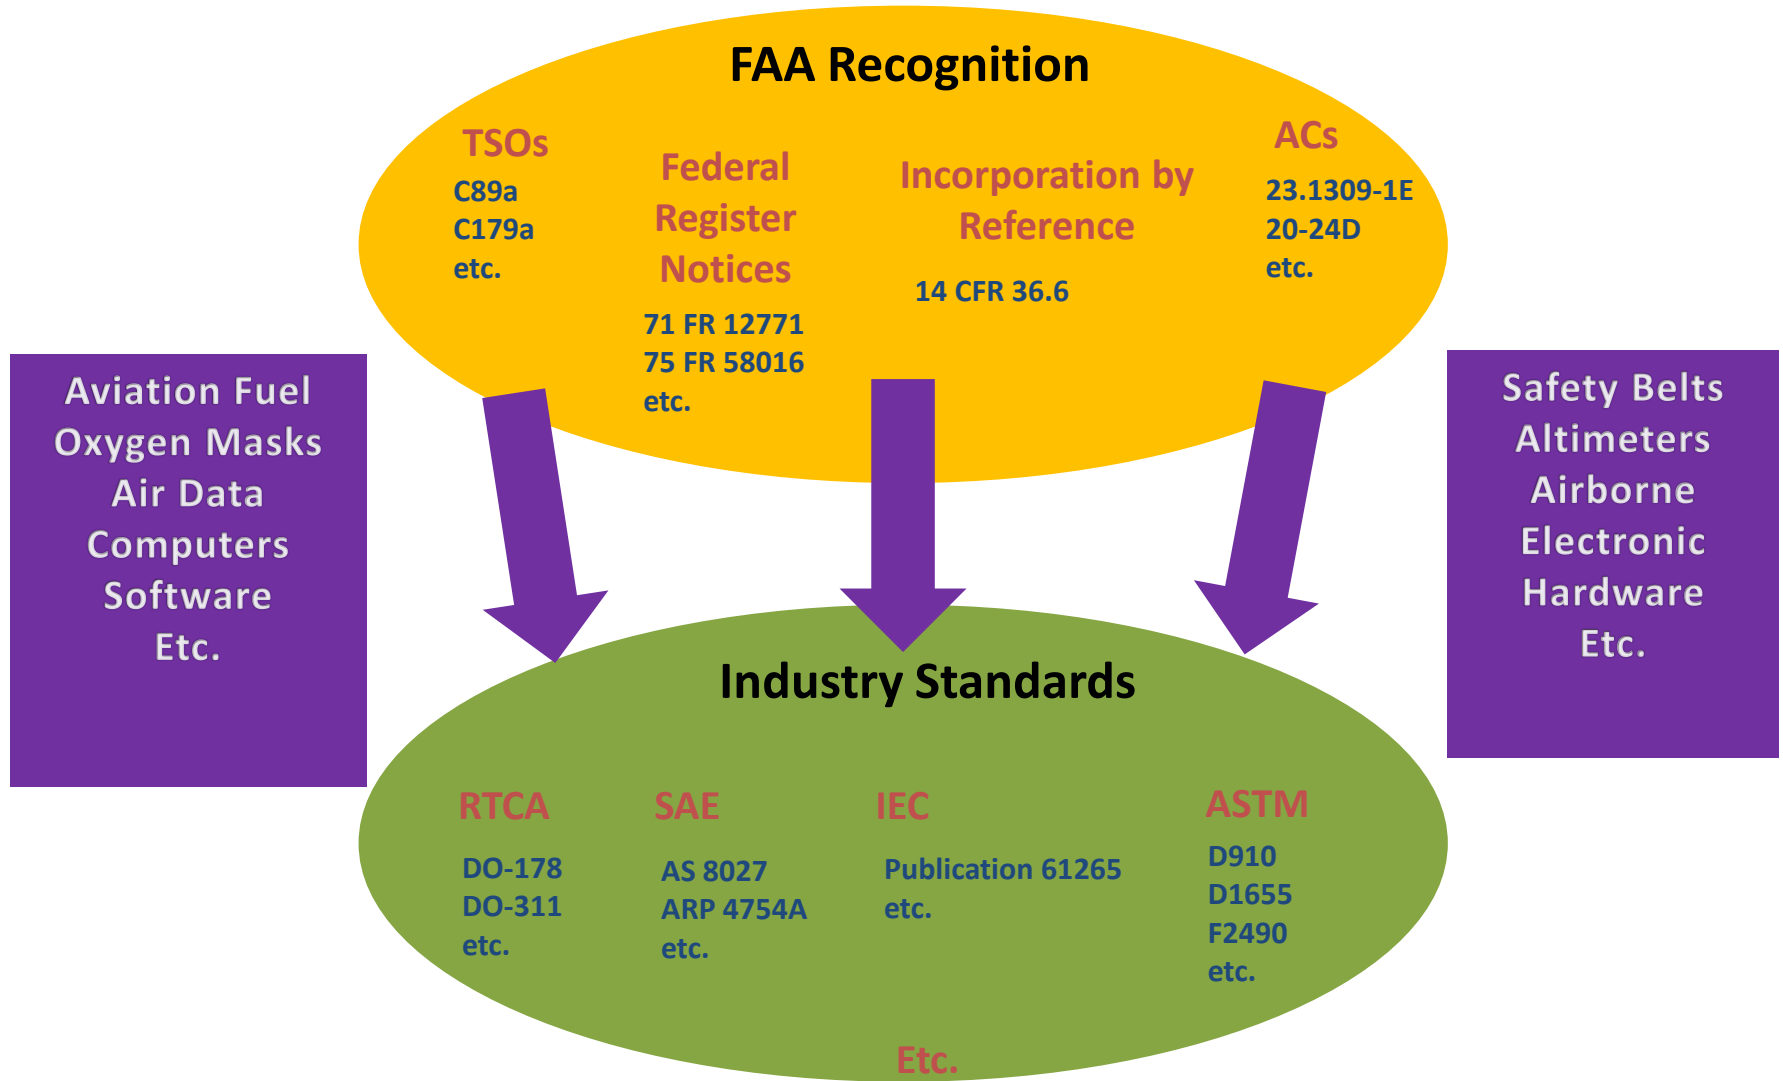 FAA Recognition
TSOs
C89a
C179a
etc.
Federal
Register
Notices
71 FR 12771
75 FR 58016
etc.
Incorporation by
Reference
14 CFR 36.6
ACs
23.1309-1E
20-24D
etc.
Aviation Fuel
Oxygen Masks
Air Data
Computers
Software
Etc.
Safety Belts
Altimeters
Airborne
Electronic
Hardware
Etc.
Industry Standards
RTCA
DO-178
DO-311
etc.
SAE
AS 8027
ARP 4754A
etc.
IEC
Publication 61265
etc.
ASTM
D910
D1655
F2490
etc.
Etc.